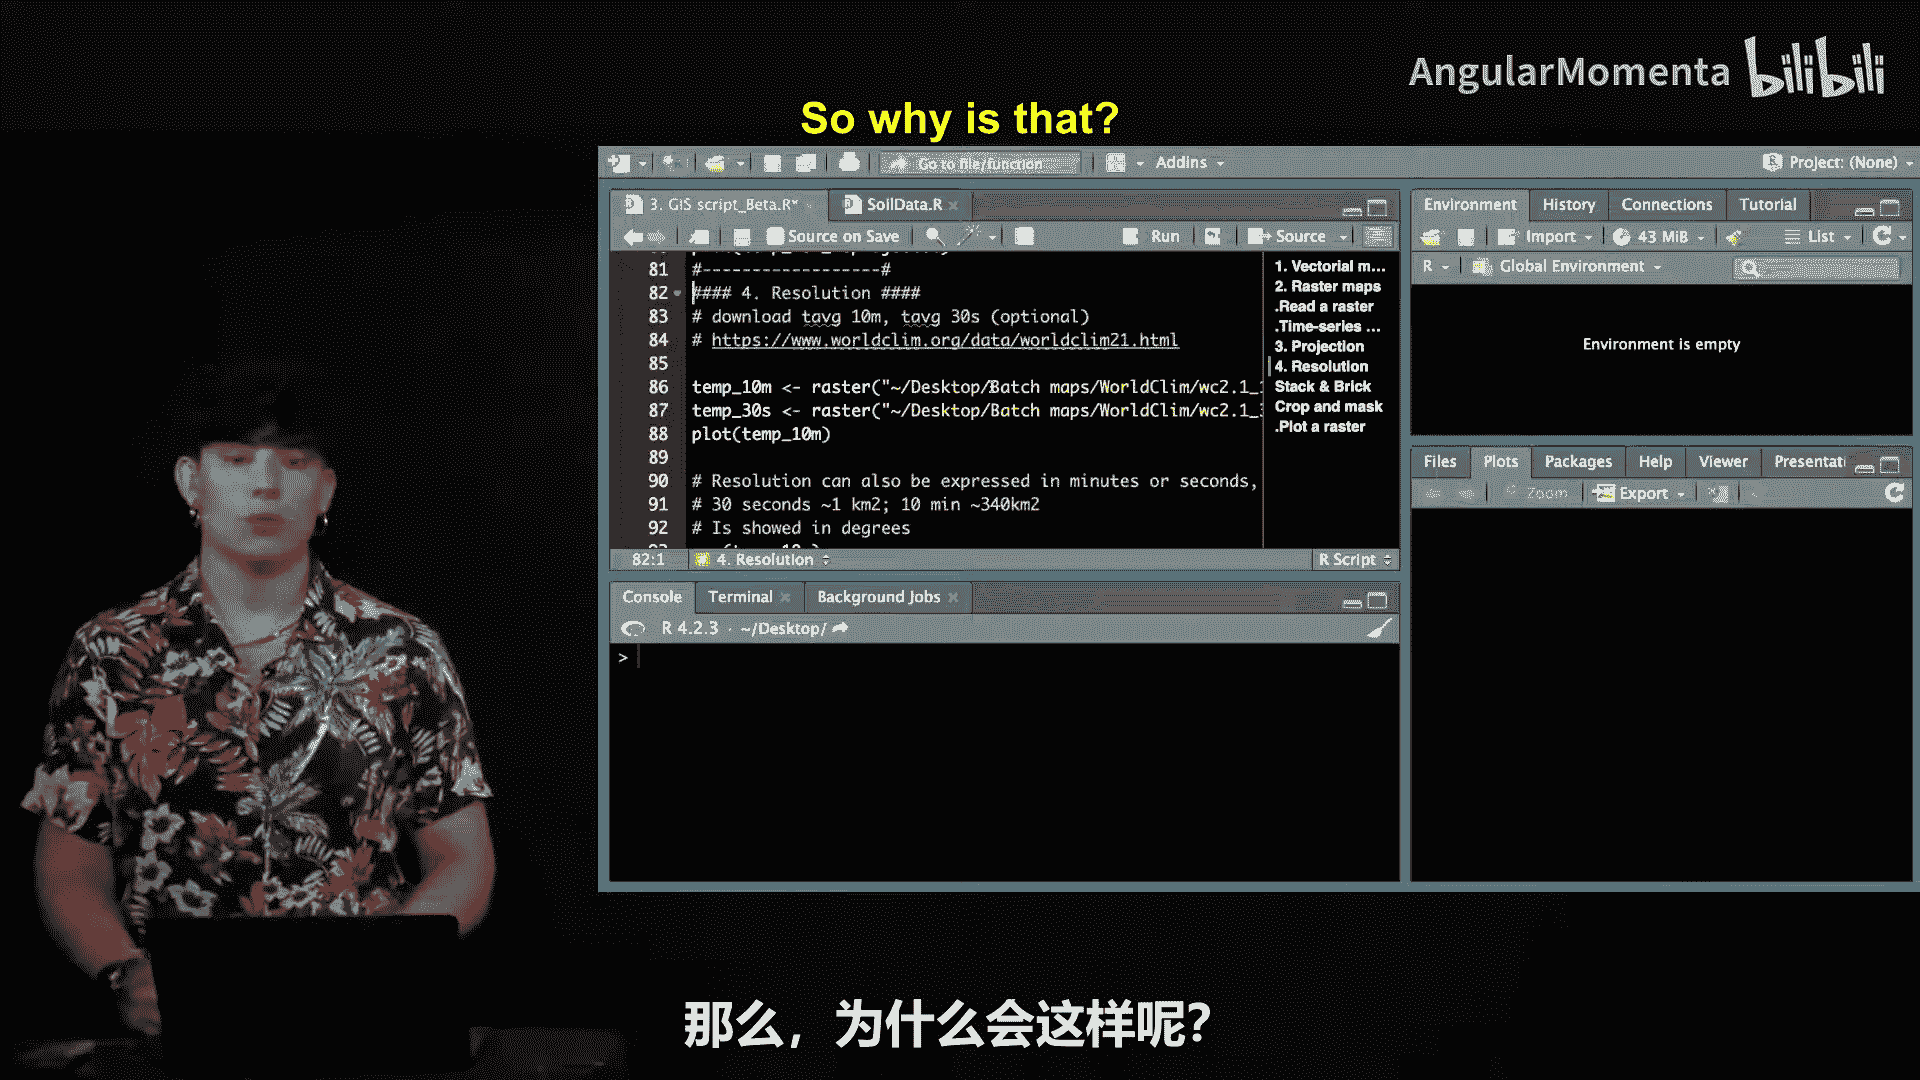 AngularMomenta bilibili
So why is that?
Go to file/function
Addins
Project: (None)
3. GIS script_Beta.R*
SoilData.R
Source on Save
Run
Source
81 #------------------#
82 #### 4. Resolution ####
83 # download tavg 10m, tavg 30s (optional)
84 # https://www.worldclim.org/data/worldclim21.html
85
86 temp_10m <- raster("~/Desktop/Batch maps/WorldClim/wc2.1_
87 temp_30s <- raster("~/Desktop/Batch maps/WorldClim/wc2.1_
88 plot(temp_10m)
89
90 # Resolution can also be expressed in minutes or seconds,
91 # 30 seconds ~1 km2; 10 min ~340km2
92 # Is showed in degrees
1. Vectorial m...
2. Raster maps
.Read a raster
.Time-series ...
3. Projection
4. Resolution
Stack & Brick
Crop and mask
.Plot a raster
82:1 4. Resolution R Script
Console Terminal Background Jobs
R 4.2.3 · ~/Desktop/
>
Environment History Connections Tutorial
Import 43 MiB List
R Global Environment
Environment is empty
Files Plots Packages Help Viewer Presentati
Zoom Export
那么，为什么会这样呢？